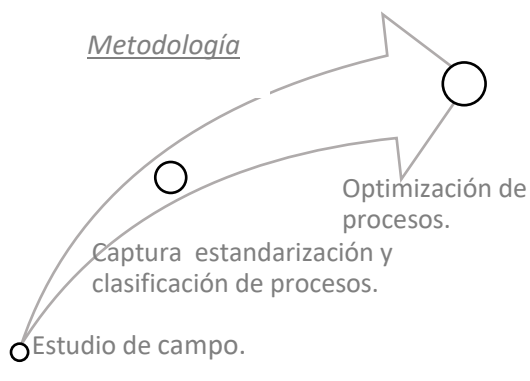 Metodología
Optimización de
procesos.
Captura estandarización y
clasificación de procesos.
Estudio de campo.